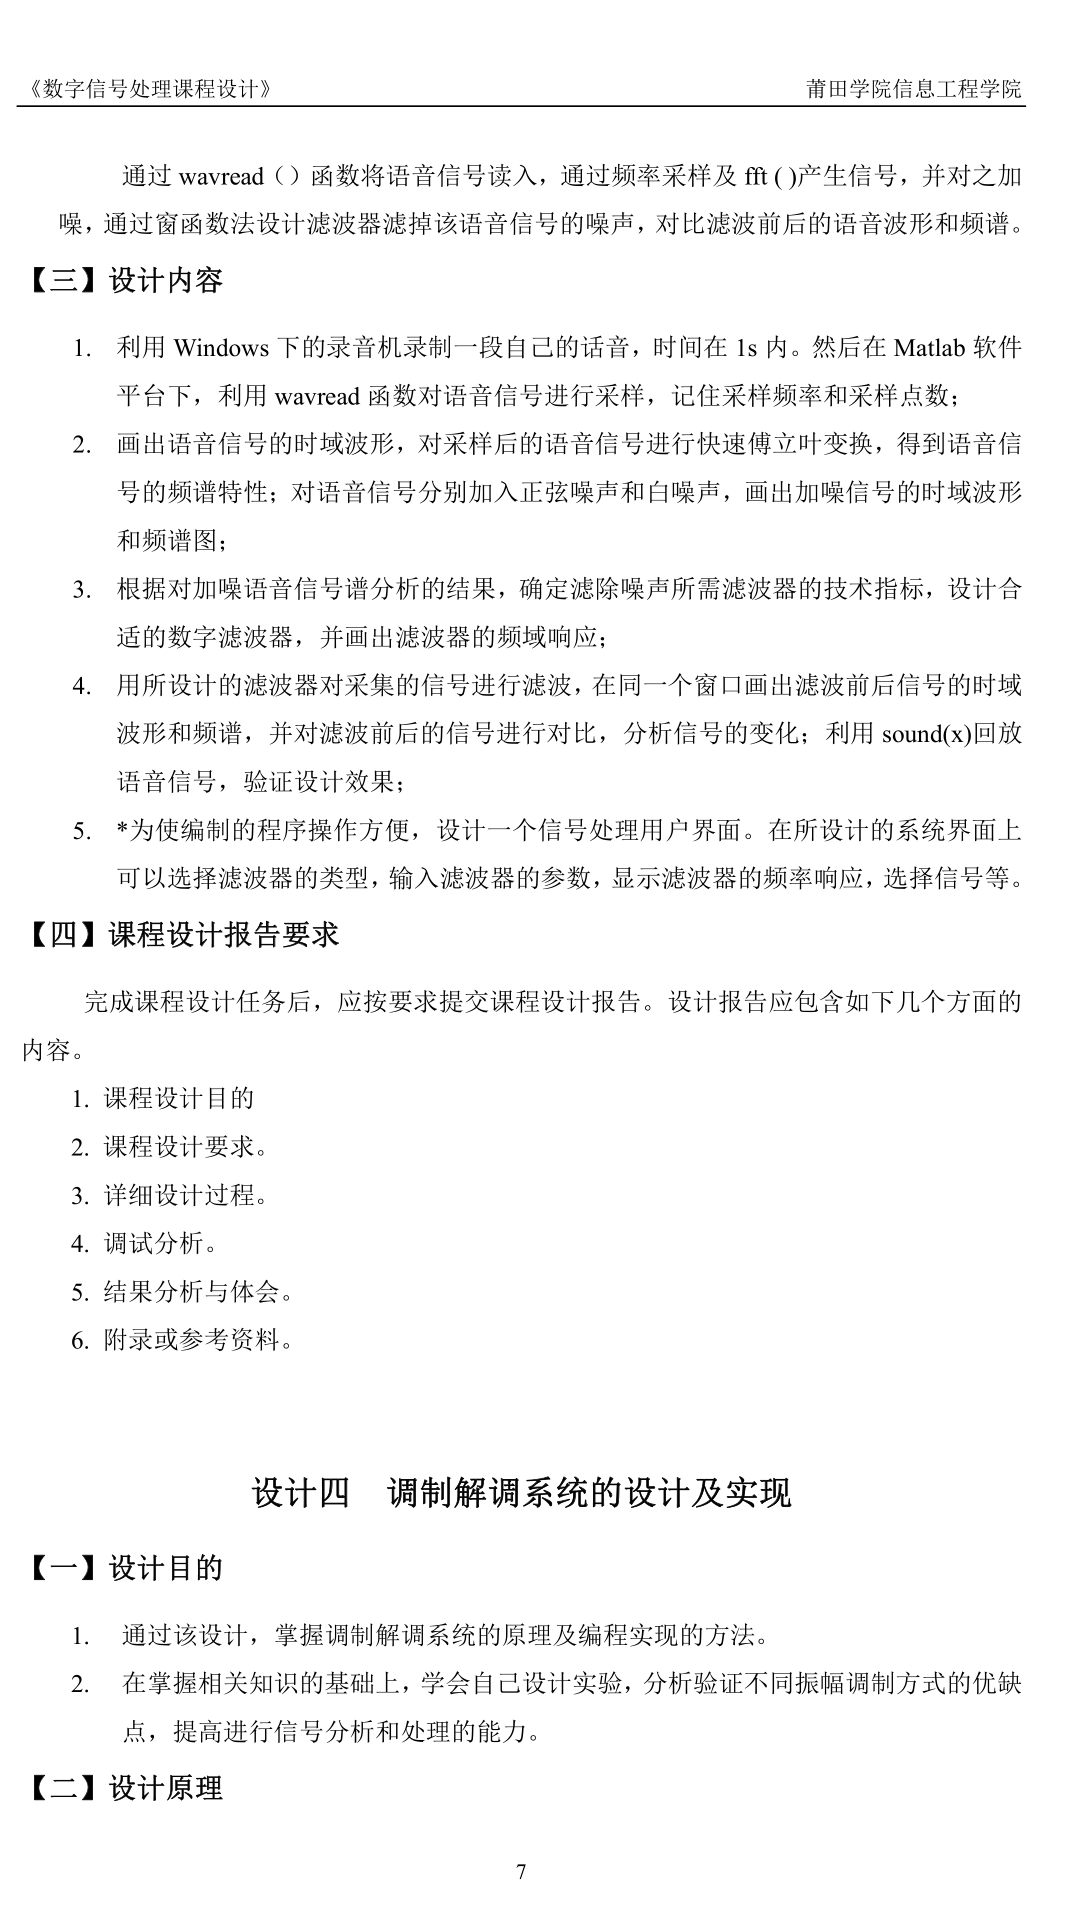 《数字信号处理课程设计》 莆田学院信息工程学院
通过 wavread（）函数将语音信号读入，通过频率采样及 fft ( )产生信号，并对之加
噪，通过窗函数法设计滤波器滤掉该语音信号的噪声，对比滤波前后的语音波形和频谱。
【三】设计内容
1. 利用 Windows 下的录音机录制一段自己的话音，时间在 1s 内。然后在 Matlab 软件
平台下，利用 wavread 函数对语音信号进行采样，记住采样频率和采样点数；
2. 画出语音信号的时域波形，对采样后的语音信号进行快速傅立叶变换，得到语音信
号的频谱特性；对语音信号分别加入正弦噪声和白噪声，画出加噪信号的时域波形
和频谱图；
3. 根据对加噪语音信号谱分析的结果，确定滤除噪声所需滤波器的技术指标，设计合
适的数字滤波器，并画出滤波器的频域响应；
4. 用所设计的滤波器对采集的信号进行滤波，在同一个窗口画出滤波前后信号的时域
波形和频谱，并对滤波前后的信号进行对比，分析信号的变化；利用 sound(x)回放
语音信号，验证设计效果；
5. *为使编制的程序操作方便，设计一个信号处理用户界面。在所设计的系统界面上
可以选择滤波器的类型，输入滤波器的参数，显示滤波器的频率响应，选择信号等。
【四】课程设计报告要求
完成课程设计任务后，应按要求提交课程设计报告。设计报告应包含如下几个方面的
内容。
1. 课程设计目的
2. 课程设计要求。
3. 详细设计过程。
4. 调试分析。
5. 结果分析与体会。
6. 附录或参考资料。
设计四 调制解调系统的设计及实现
【一】设计目的
1. 通过该设计，掌握调制解调系统的原理及编程实现的方法。
2. 在掌握相关知识的基础上，学会自己设计实验，分析验证不同振幅调制方式的优缺
点，提高进行信号分析和处理的能力。
【二】设计原理
7